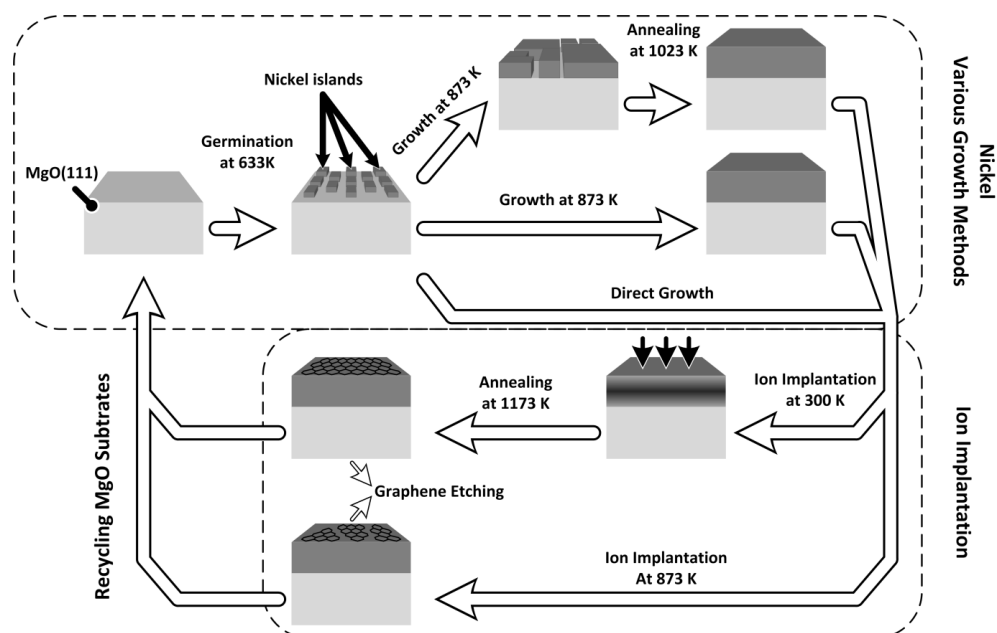 Nickel islands
Germination
at 633K
MgO(111)
Growth at 873 K
Annealing
at 1023 K
Growth at 873 K
Direct Growth
Nickel
Various Growth Methods
Annealing
at 1173 K
Ion Implantation
at 300 K
Graphene Etching
Ion Implantation
At 873 K
Recycling MgO Subtrates
Ion Implantation